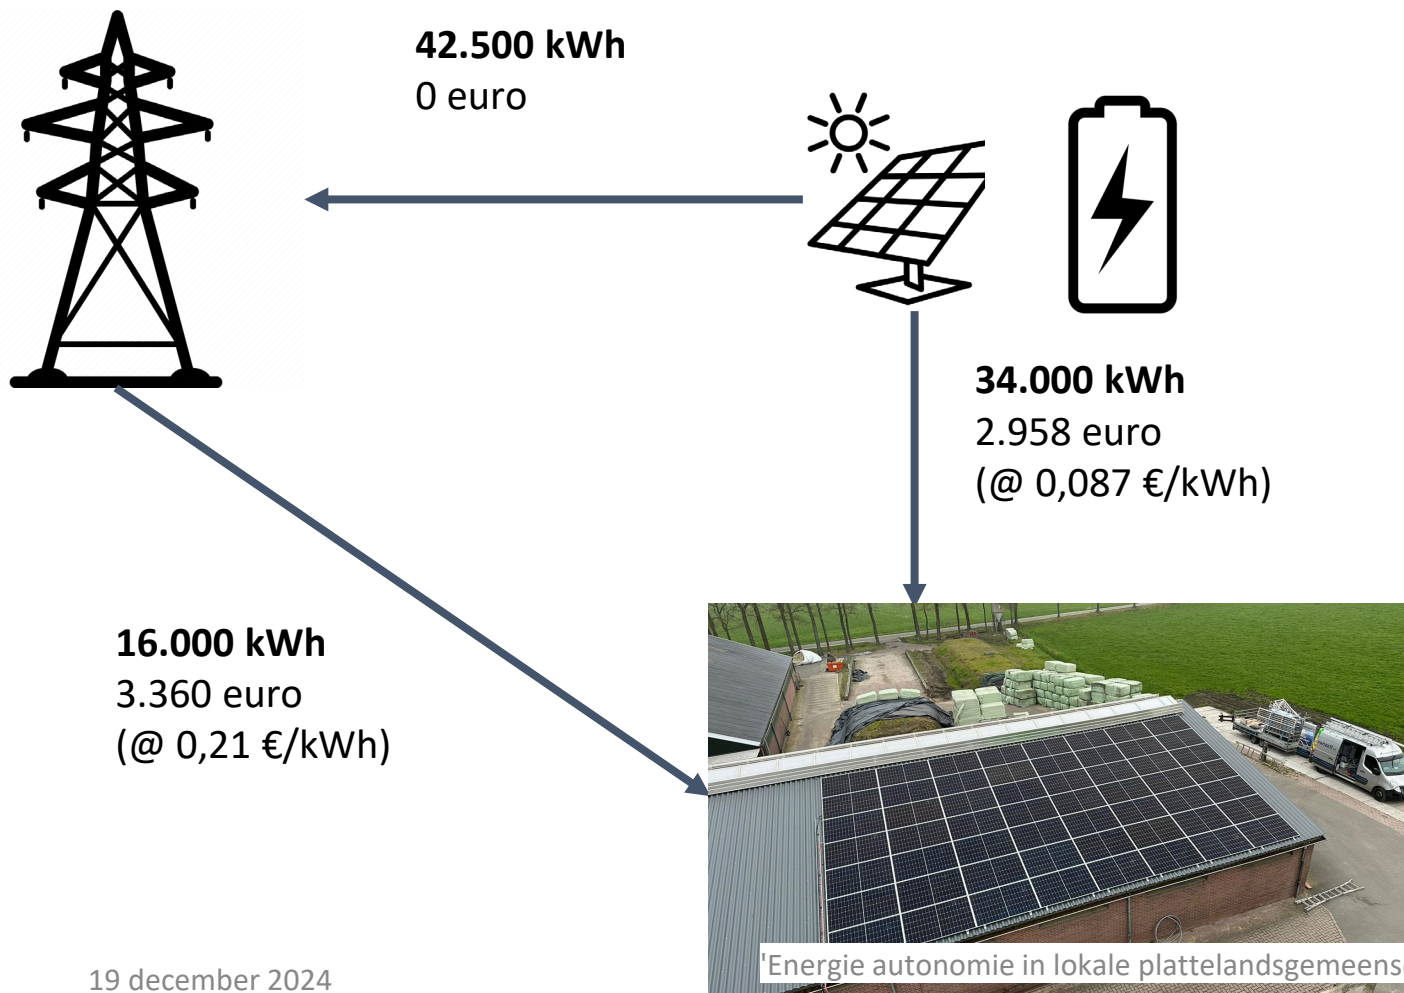 42.500 kWh
0 euro
34.000 kWh
2.958 euro
(@ 0,087 €/kWh)
16.000 kWh
3.360 euro
(@ 0,21 €/kWh)
19 december 2024
'Energie autonomie in lokale